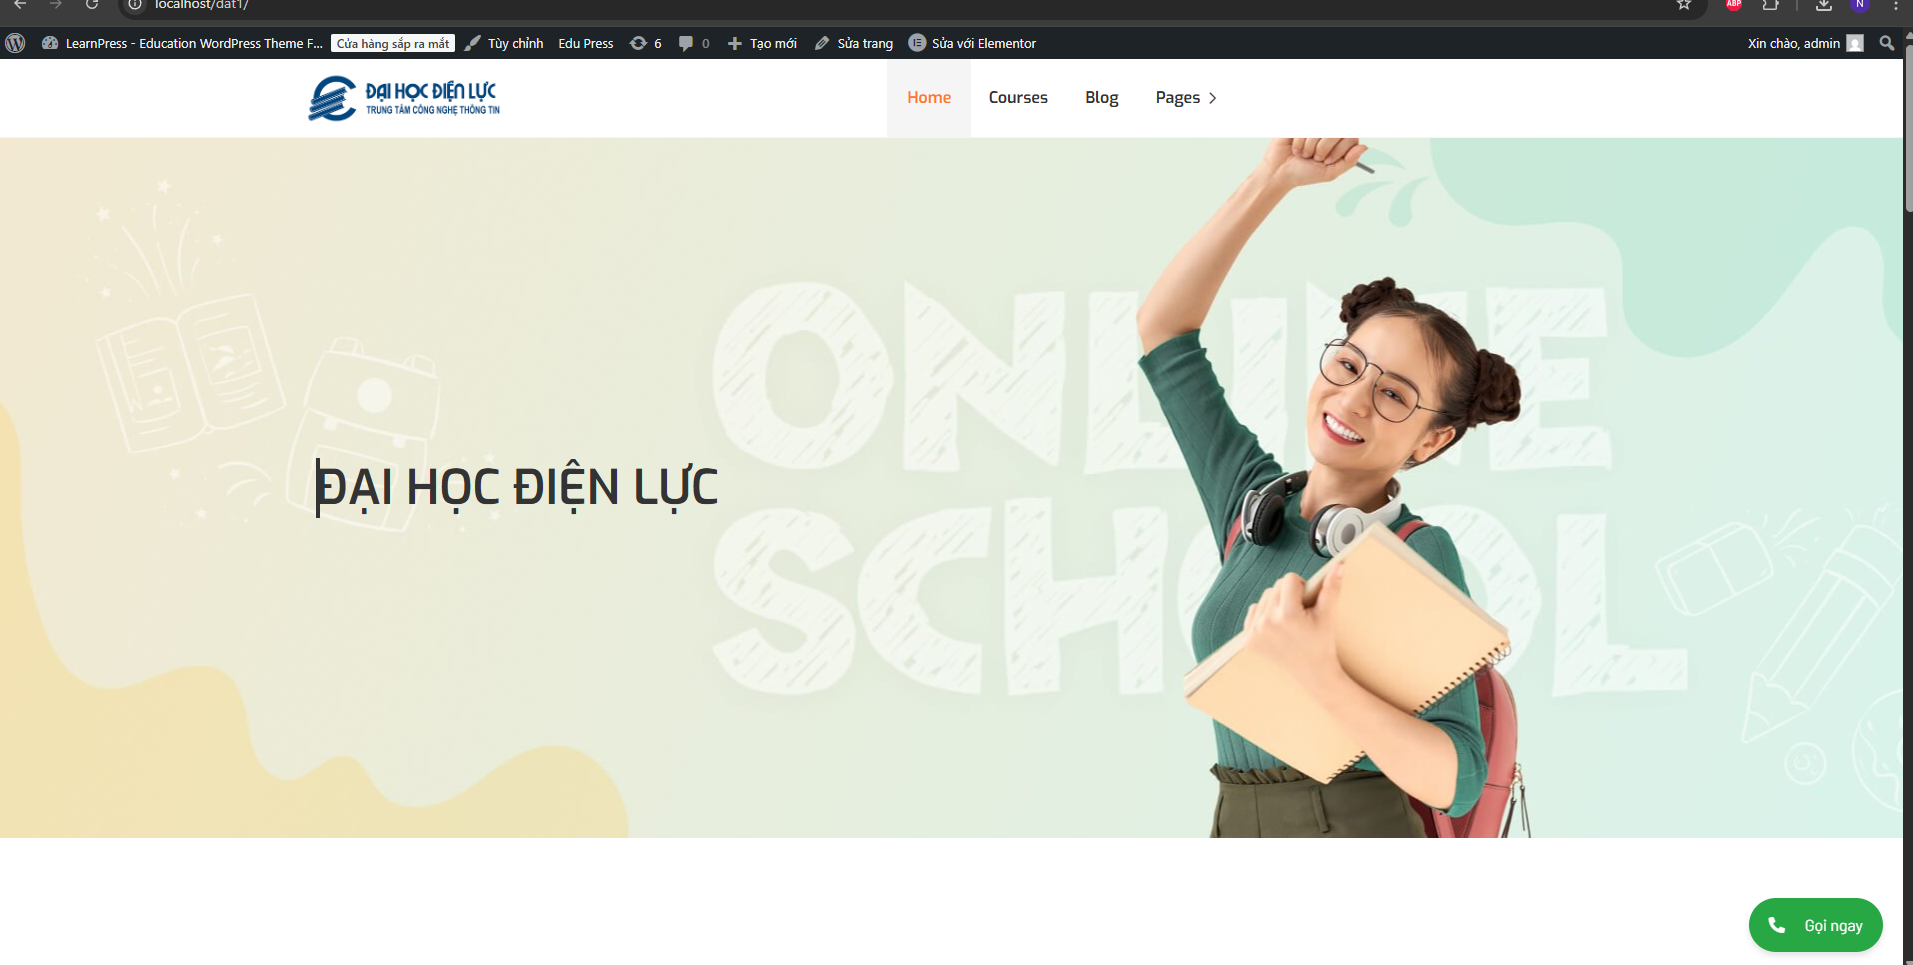 localhost/dat1/
ABP
N
LearnPress - Education WordPress Theme F... Cửa hàng sắp ra mắt Tùy chỉnh Edu Press 6 0 Tạo mới Sửa trang Sửa với Elementor Xin chào, admin
ĐẠI HỌC ĐIỆN LỰC
TRUNG TÂM CÔNG NGHỆ THÔNG TIN
Home Courses Blog Pages
ONLINE
SCHOOL
ĐẠI HỌC ĐIỆN LỰC
Gọi ngay